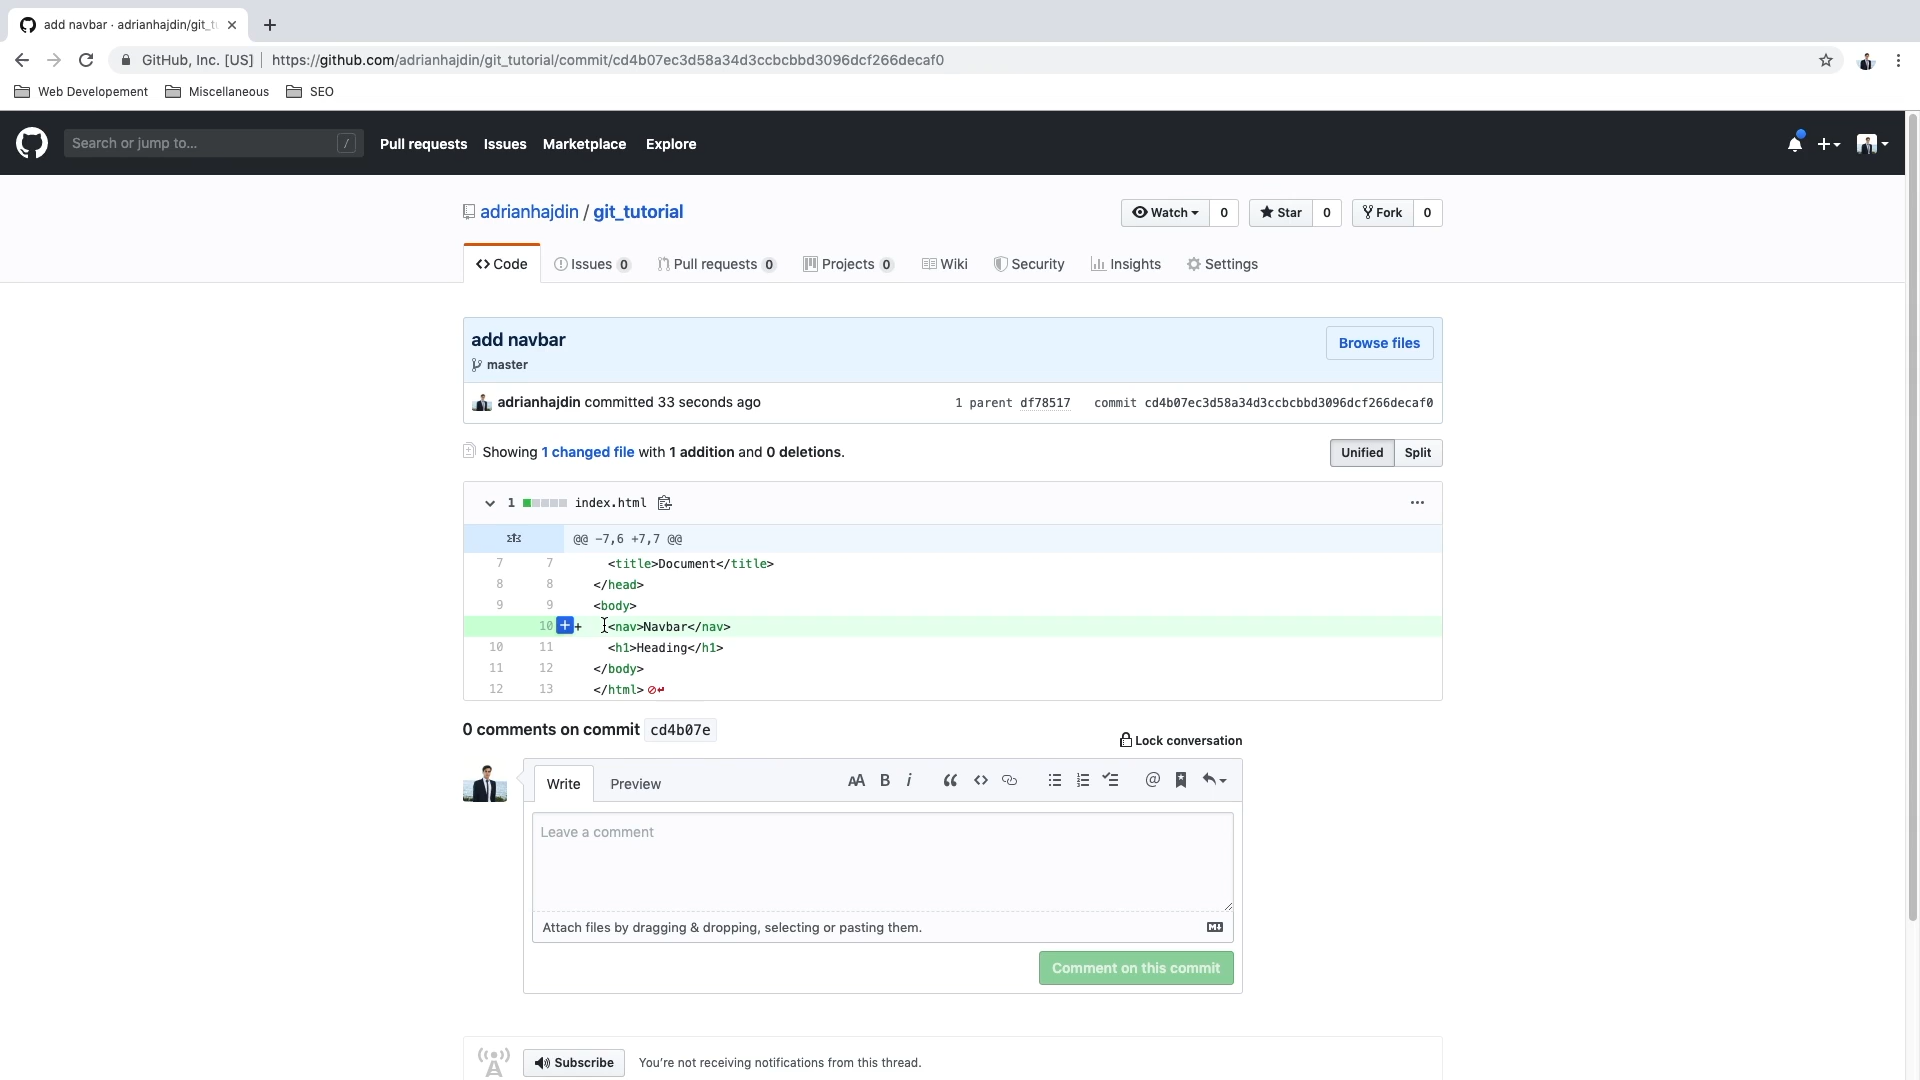 add navbar · adrianhajdin/git_tu
GitHub, Inc. [US] https://github.com/adrianhajdin/git_tutorial/commit/cd4b07ec3d58a34d3ccbcbbd3096dcf266decaf0
Web Developement Miscellaneous SEO
Search or jump to... / Pull requests Issues Marketplace Explore
adrianhajdin / git_tutorial Watch 0 Star 0 Fork 0
Code Issues 0 Pull requests 0 Projects 0 Wiki Security Insights Settings
add navbar Browse files
master
adrianhajdin committed 33 seconds ago 1 parent df78517 commit cd4b07ec3d58a34d3ccbcbbd3096dcf266decaf0
Showing 1 changed file with 1 addition and 0 deletions. Unified Split
1 index.html ...
@@ -7,6 +7,7 @@
7 7 <title>Document</title>
8 8 </head>
9 9 <body>
10 + <nav>Navbar</nav>
10 11 <h1>Heading</h1>
11 12 </body>
12 13 </html>
0 comments on commit cd4b07e
Lock conversation
Write Preview AA B i @
Leave a comment
Attach files by dragging & dropping, selecting or pasting them.
Comment on this commit
Subscribe You're not receiving notifications from this thread.